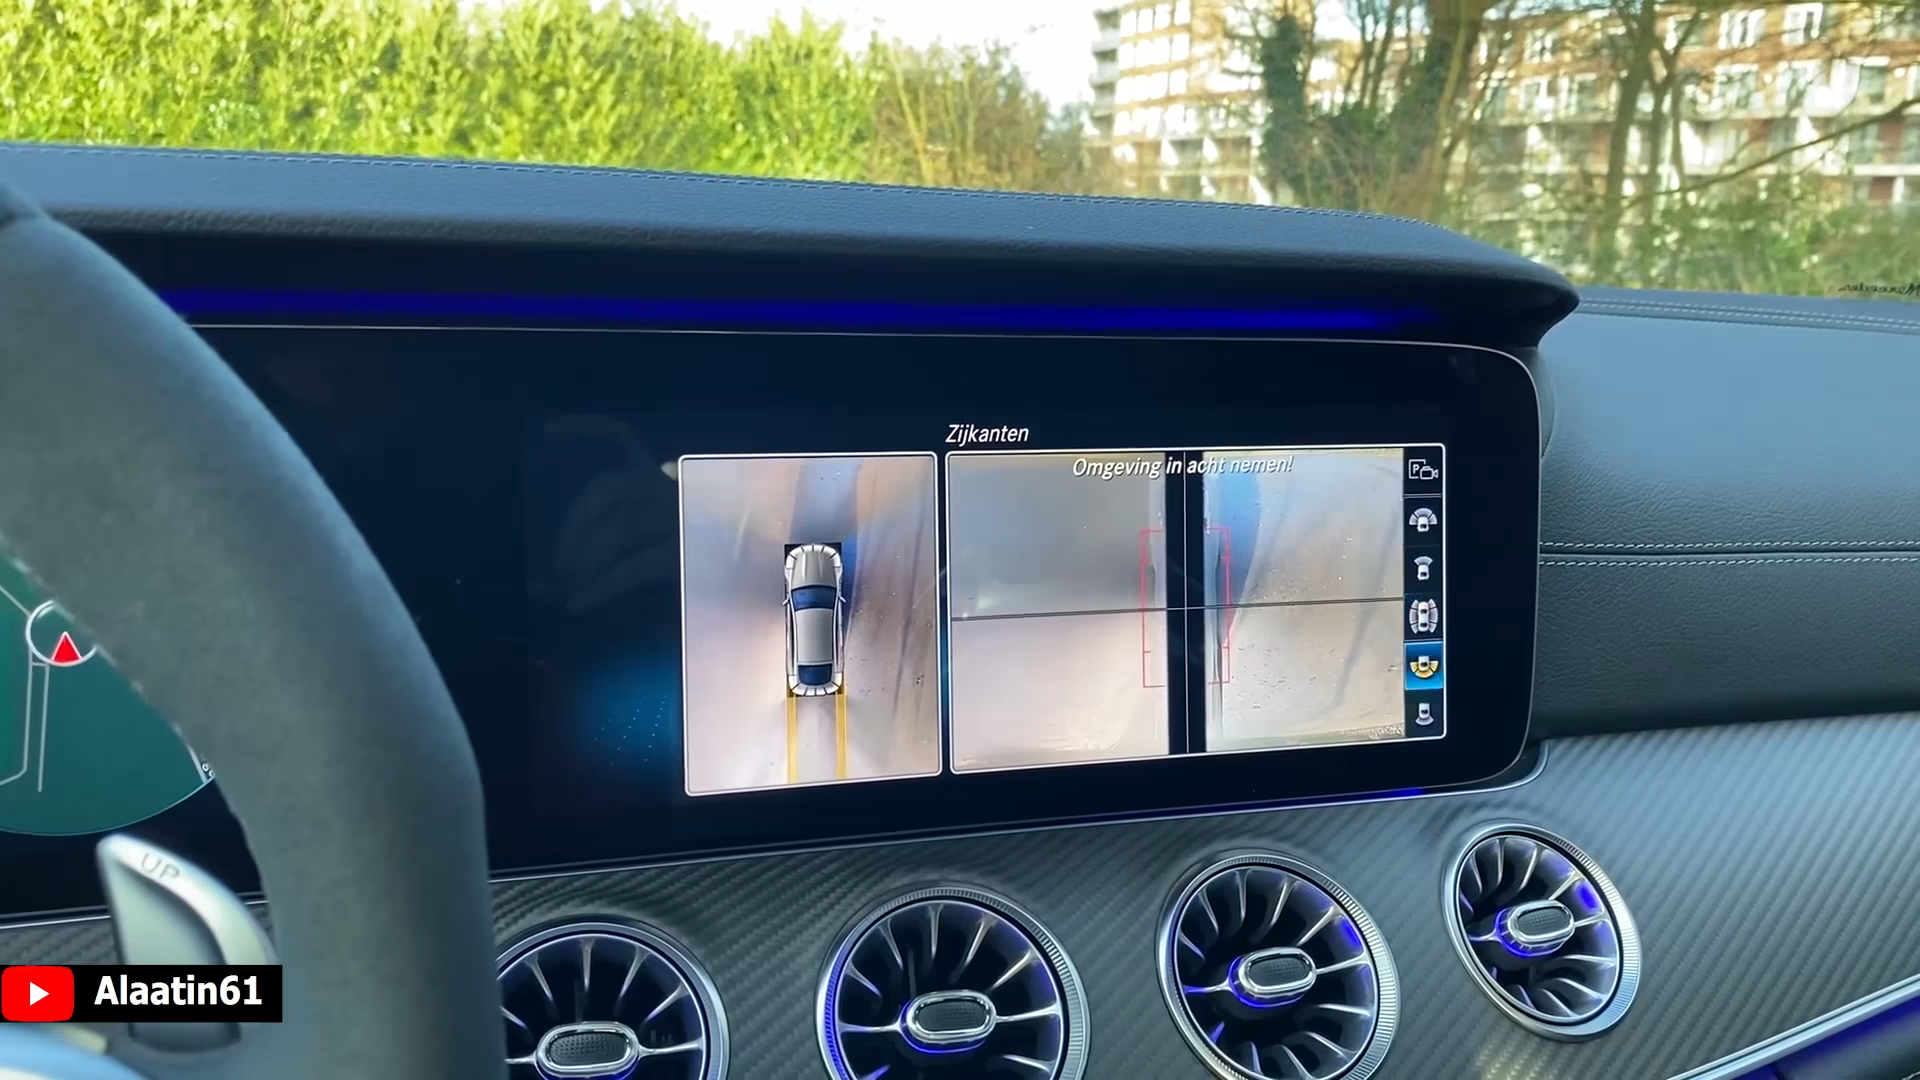 Zijkanten
Omgeving in acht nemen!
P
UP
Alaatin61